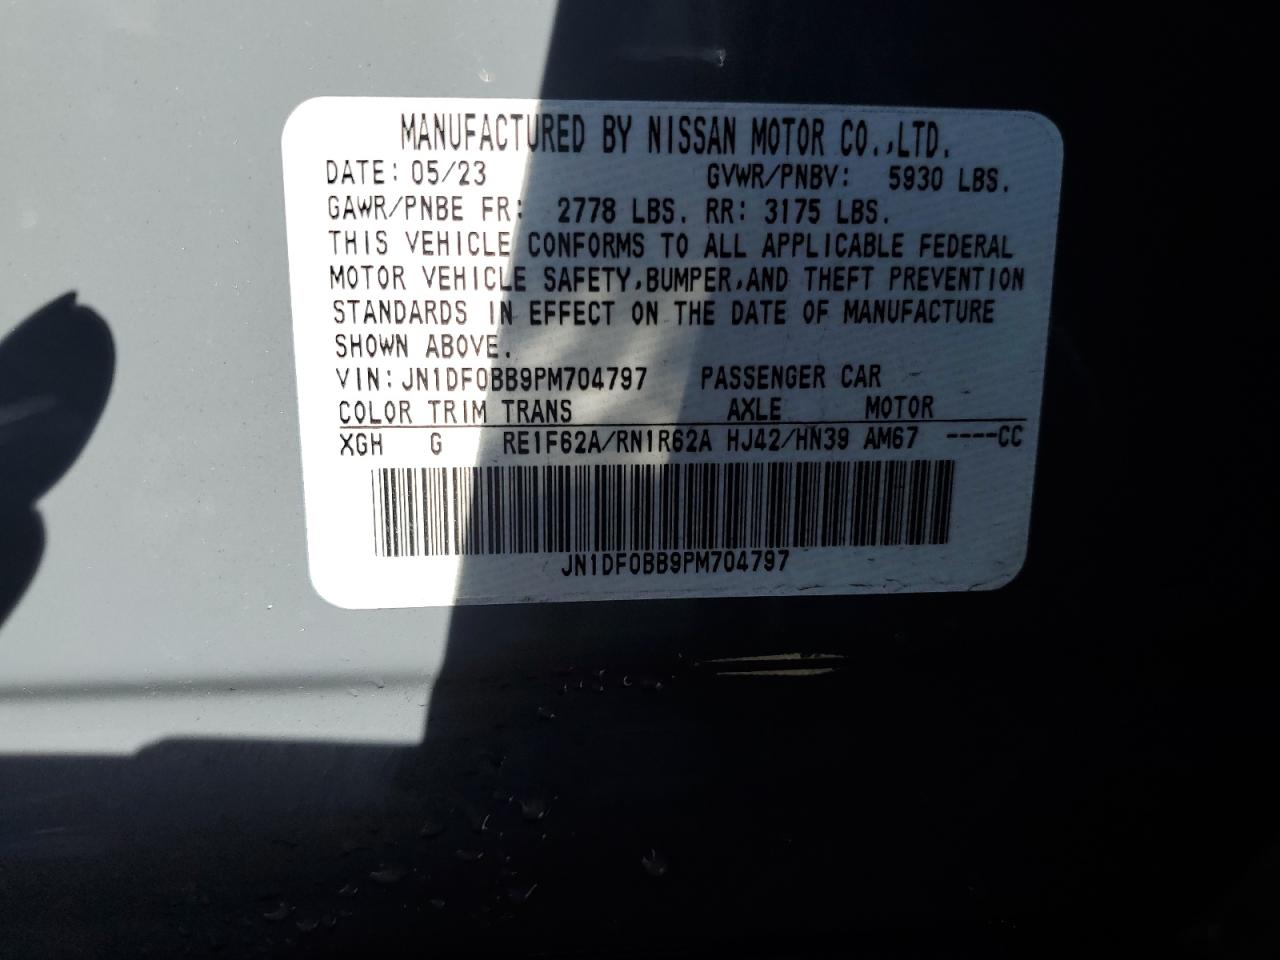 MANUFACTURED BY NISSAN MOTOR CO.,LTD.
DATE: 05/23 GVWR/PNBV: 5930 LBS.
GAWR/PNBE FR: 2778 LBS. RR: 3175 LBS.
THIS VEHICLE CONFORMS TO ALL APPLICABLE FEDERAL
MOTOR VEHICLE SAFETY,BUMPER,AND THEFT PREVENTION
STANDARDS IN EFFECT ON THE DATE OF MANUFACTURE
SHOWN ABOVE.
VIN: JN1DF0BB9PM704797 PASSENGER CAR
COLOR TRIM TRANS AXLE MOTOR
XGH G RE1F62A/RN1R62A HJ42/HN39 AM67 ----CC
JN1DF0BB9PM704797